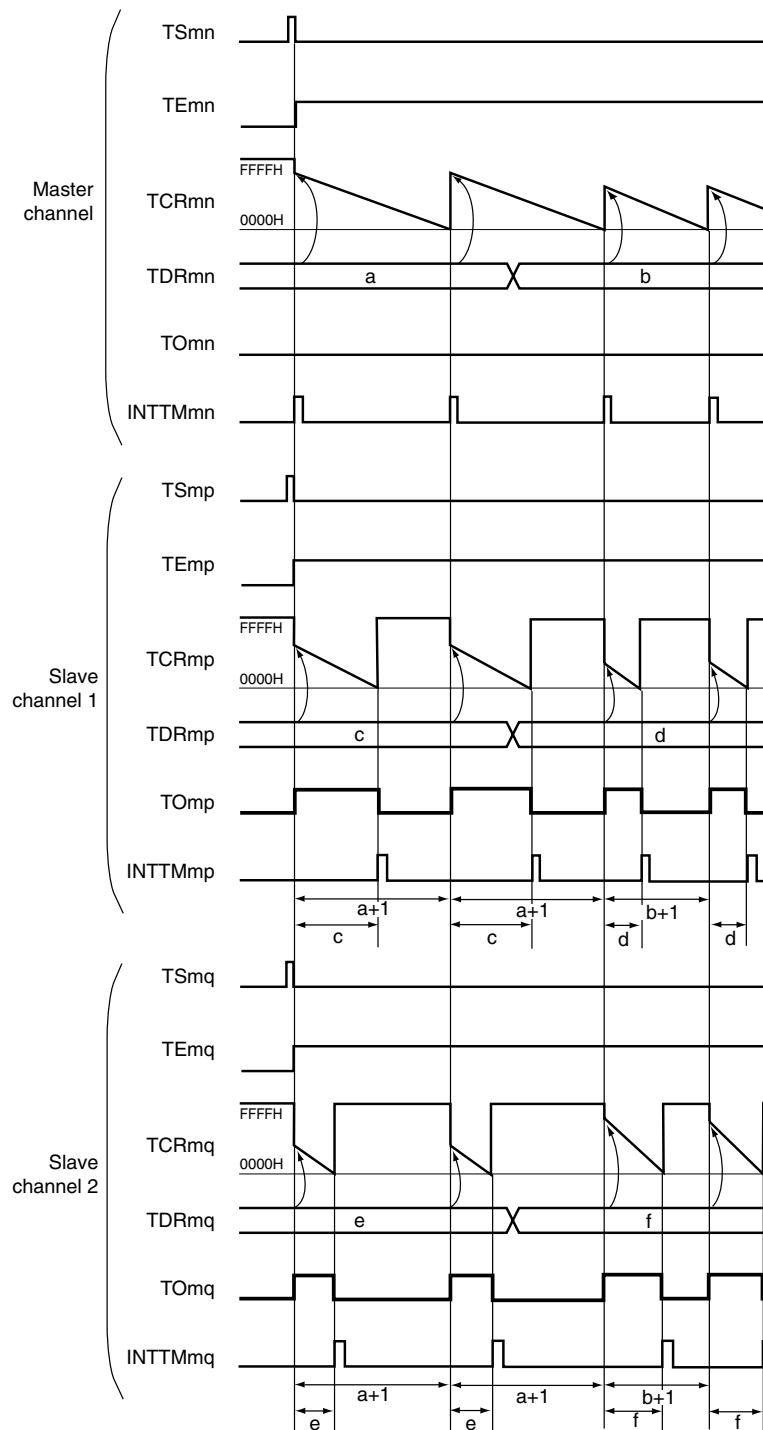 TSmn
TEmn
FFFFH
Master
channel
TCRmn
0000H
TDRmn
a
b
TOmn
INTTMmn
TSmp
TEmp
FFFFH
TCRmp
Slave
channel 1
0000H
TDRmp
c
d
TOmp
INTTMmp
a+1
a+1
b+1
c
c
d
d
TSmq
TEmq
FFFFH
TCRmq
Slave
channel 2
0000H
TDRmq
e
f
TOmq
INTTMmq
a+1
a+1
b+1
e
e
f
f